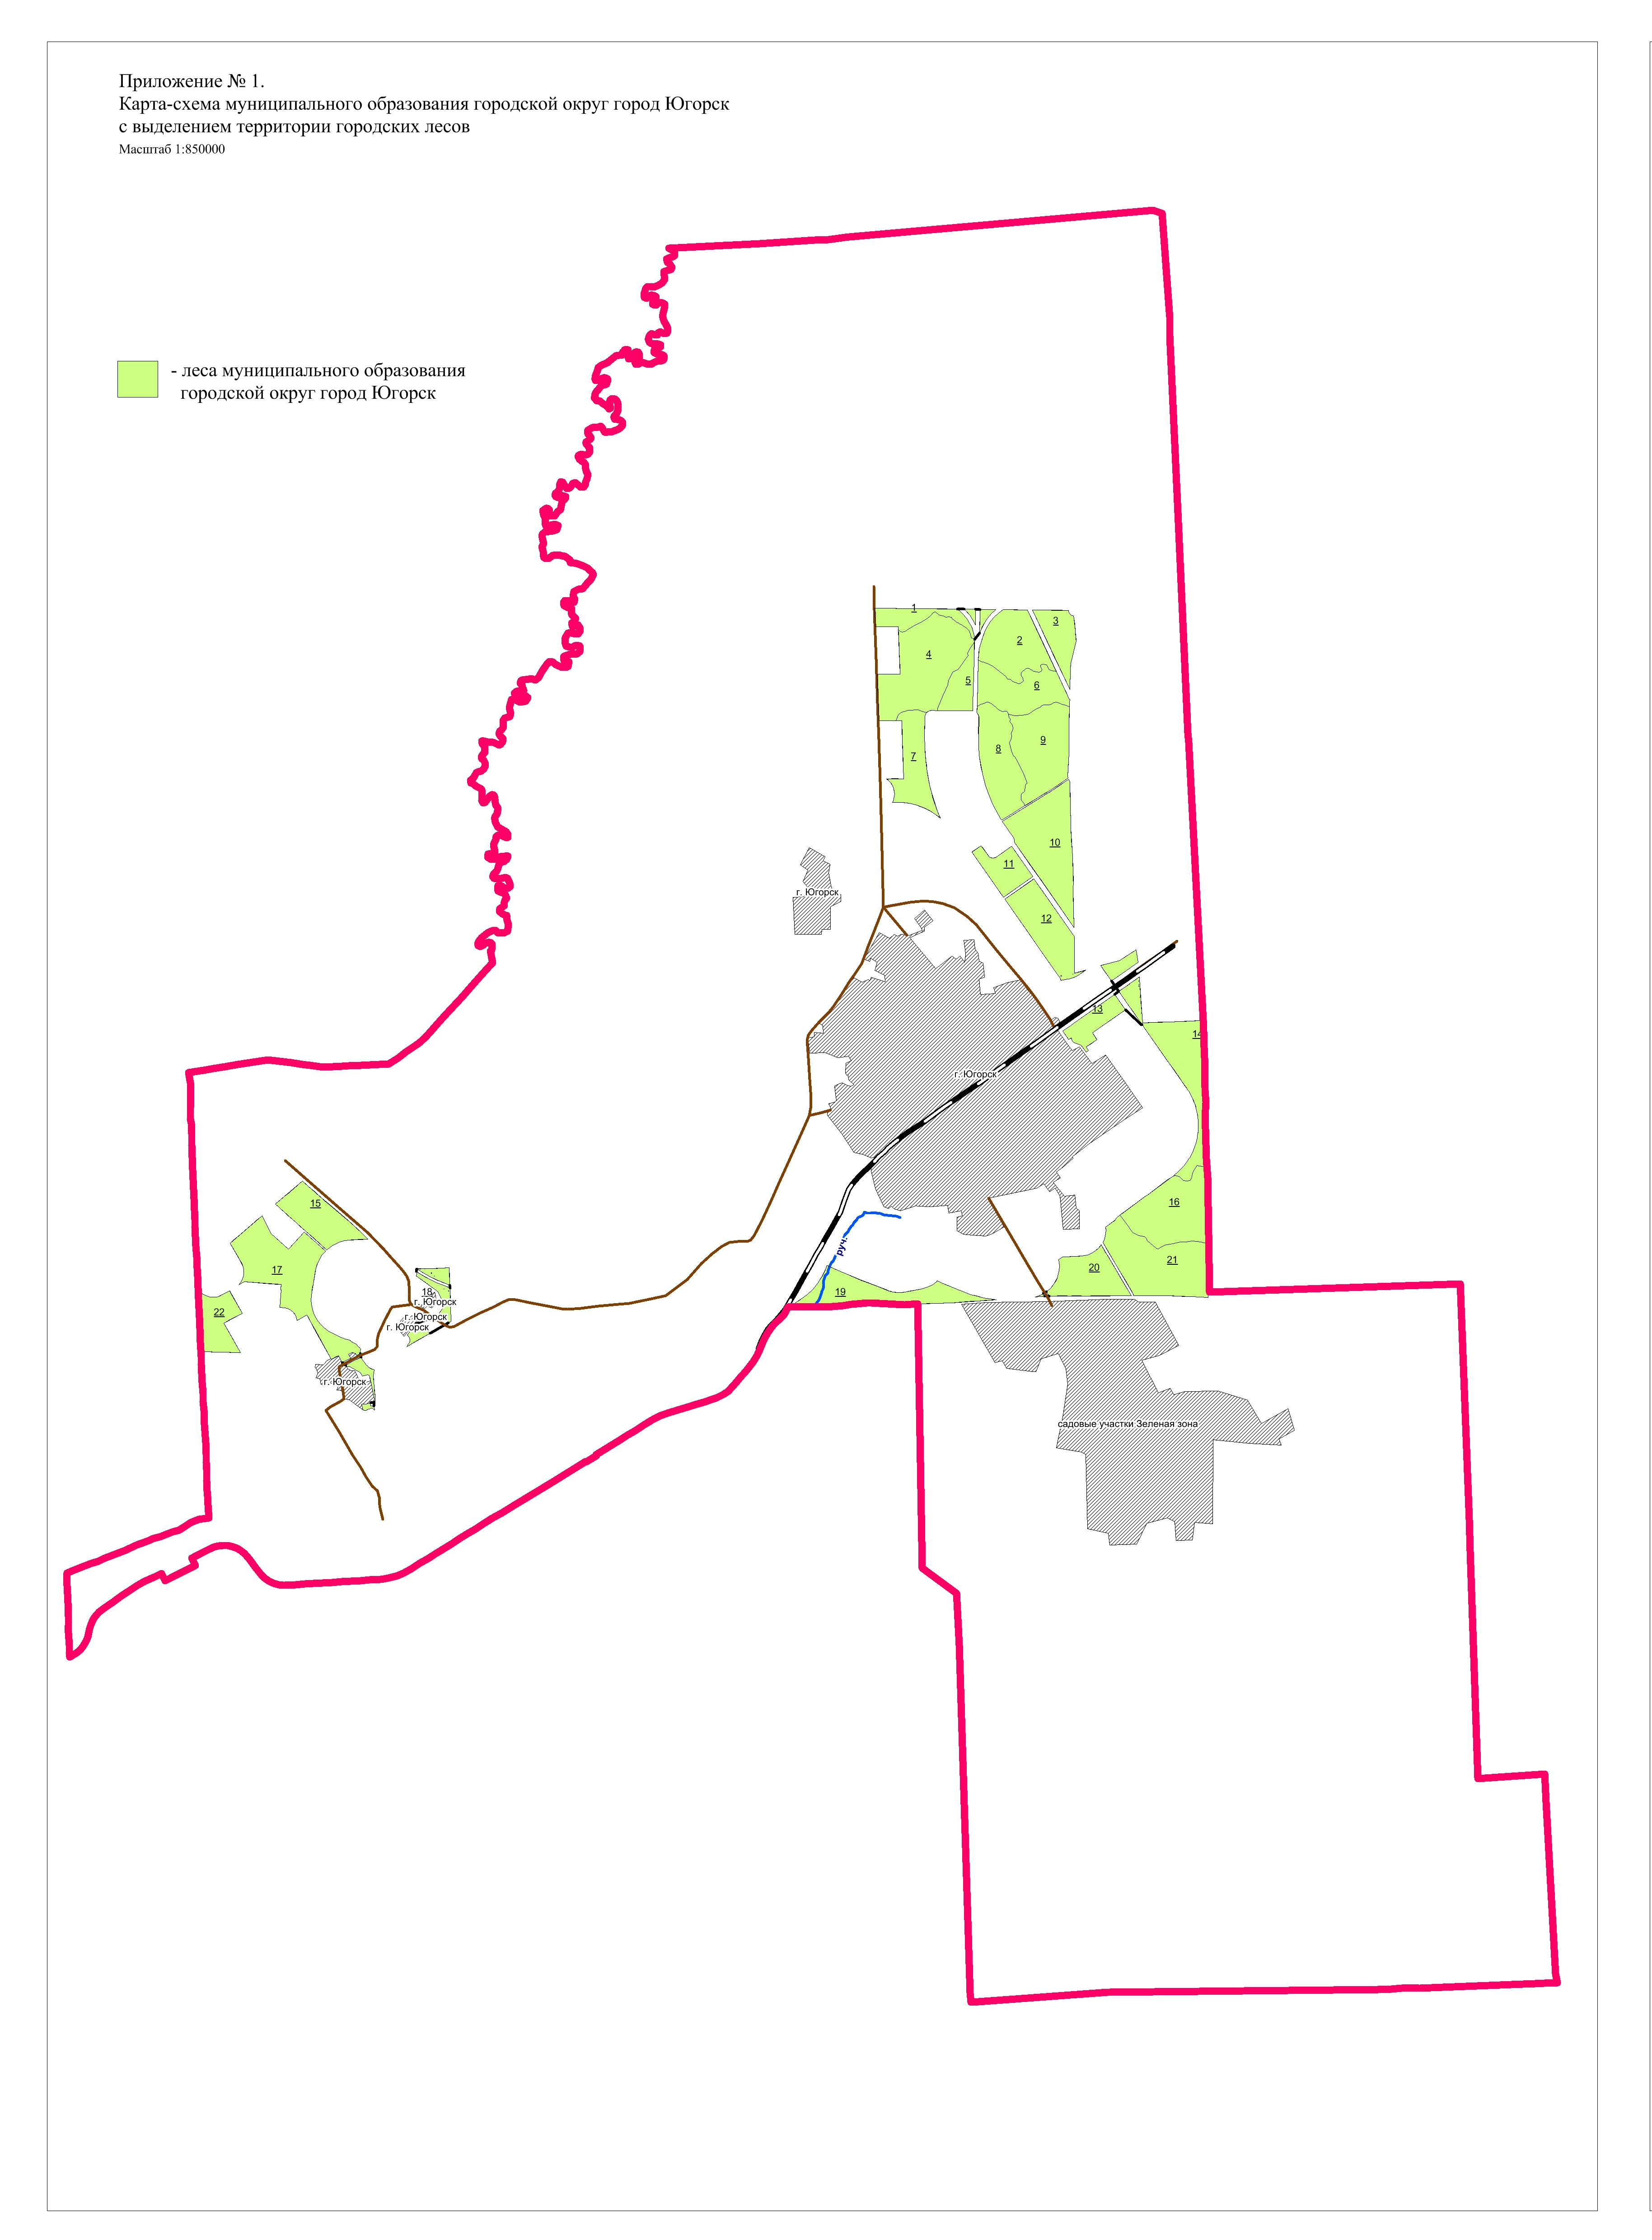 Приложение № 1.
Карта-схема муниципального образования городской округ город Югорск
с выделением территории городских лесов
Масштаб 1:850000
- леса муниципального образования
городской округ город Югорск
1
3
2
4
5
6
9
8
7
10
11
г. Югорск
12
13
14
г. Югорск
16
15
руч.
21
20
17
19
18
г. Югорск
22
г. Югорск
г. Югорск
г. Югорск
садовые участки Зеленая зона